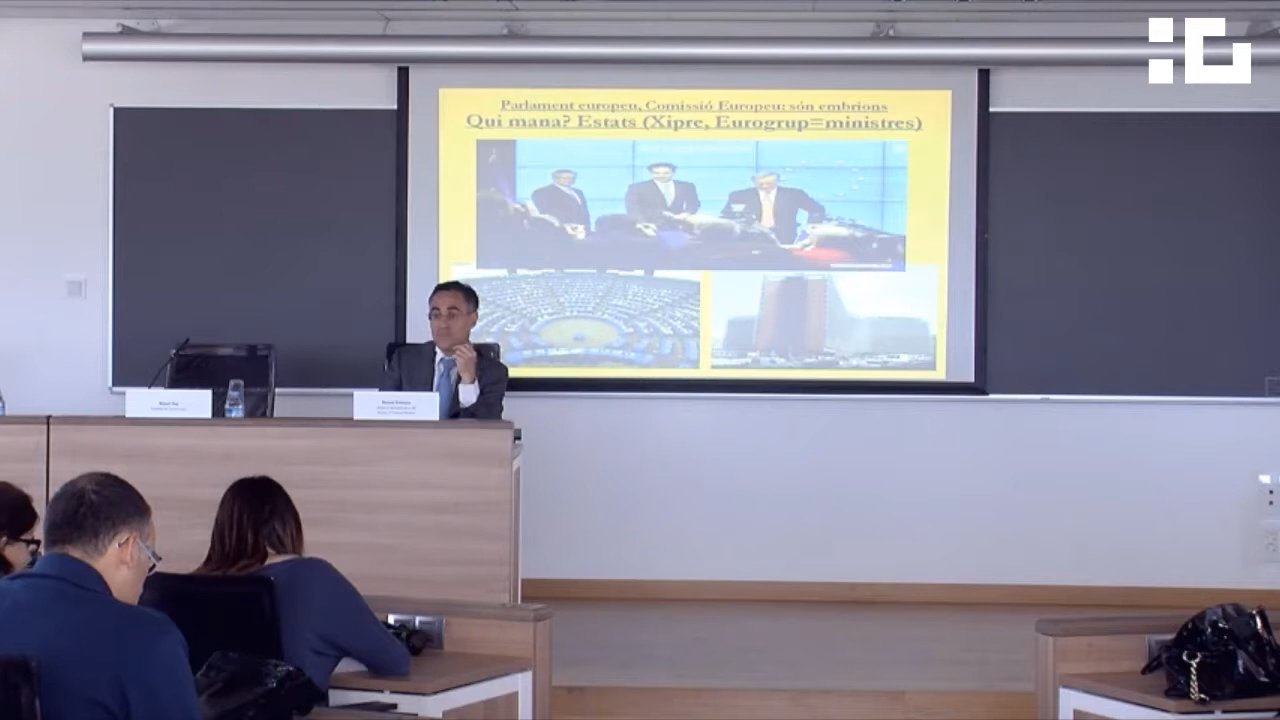 Parlament europeu, Comissió Europeu: són embrions
Qui mana? Estats (Xipre, Eurogrup=ministres)